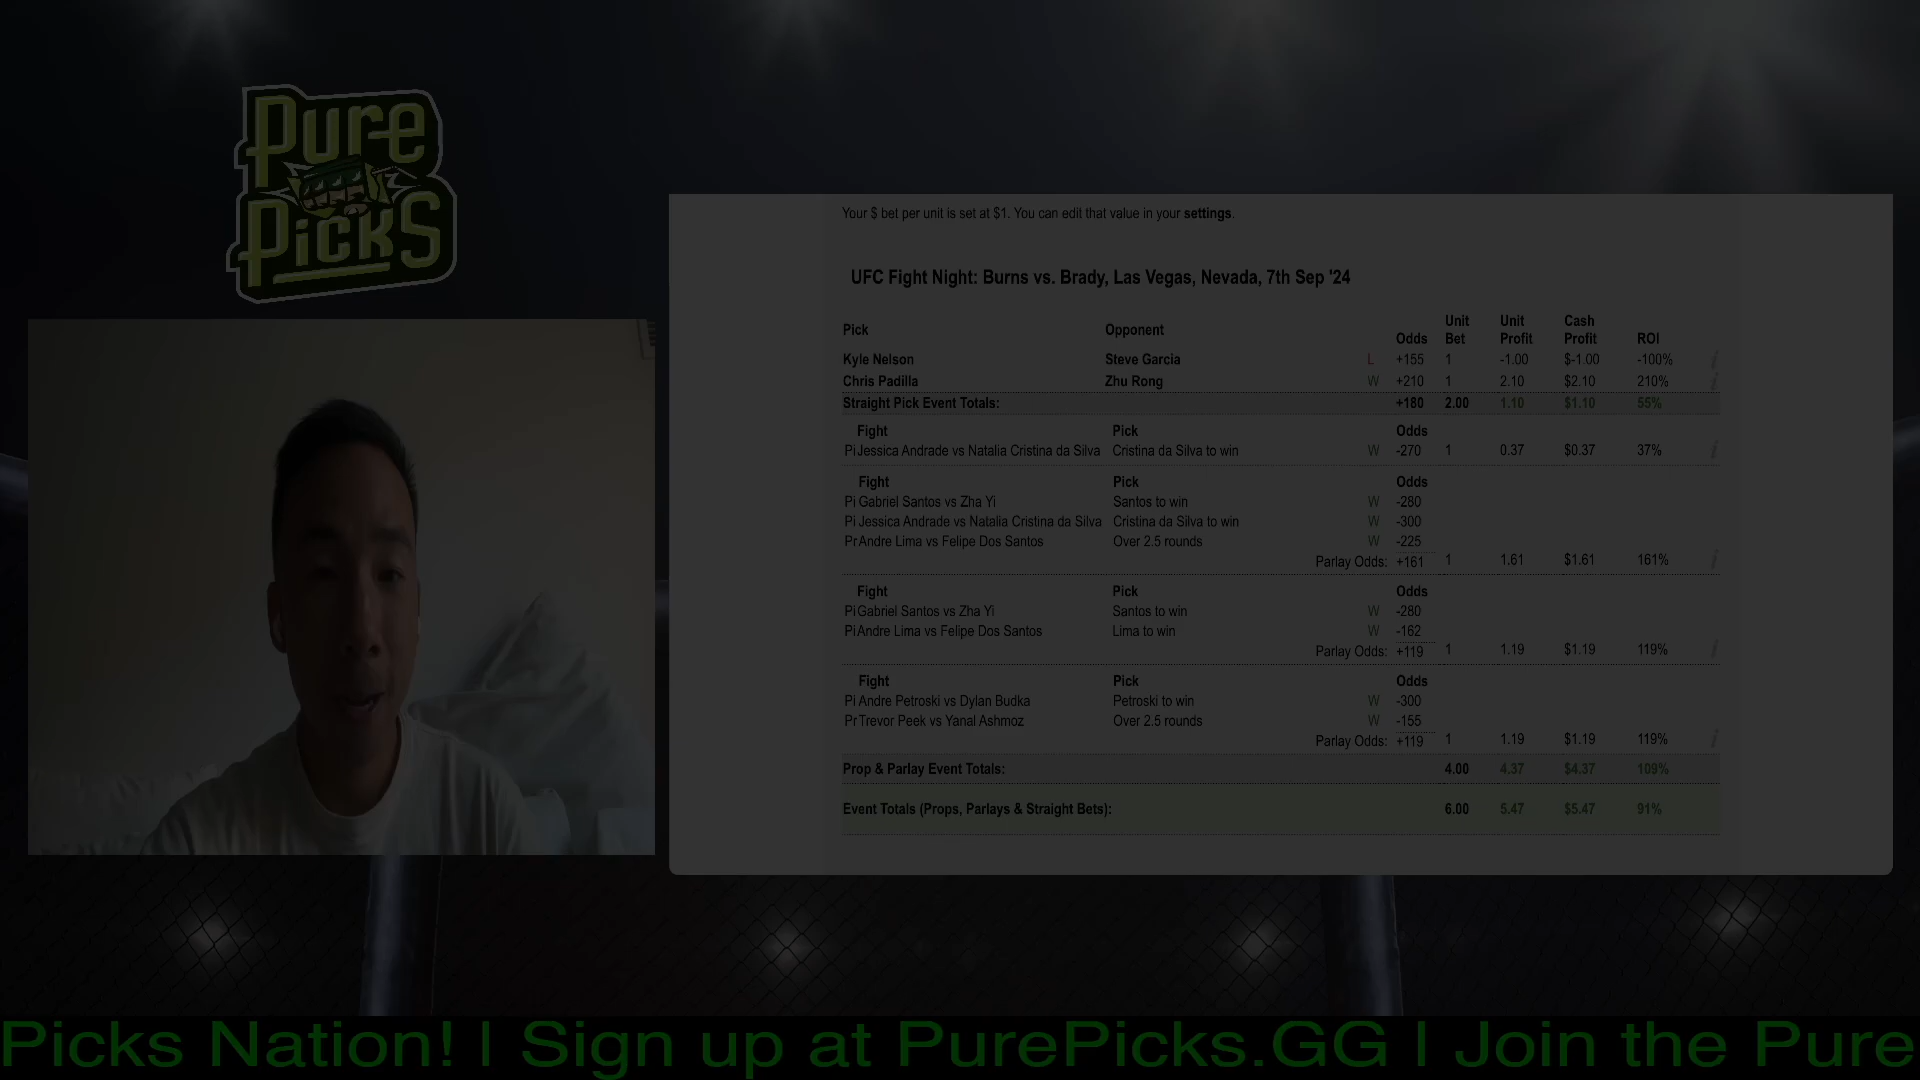 Pure
Picks
Your $ bet per unit is set at $1. You can edit that value in your settings.
UFC Fight Night: Burns vs. Brady, Las Vegas, Nevada, 7th Sep '24
Pick Opponent Odds Unit Bet Unit Profit Cash Profit ROI
Kyle Nelson Steve Garcia L +155 1 -1.00 $-1.00 -100%
Chris Padilla Zhu Rong W +210 1 2.10 $2.10 210%
Straight Pick Event Totals: +180 2.00 1.10 $1.10 55%
Fight Pick Odds
Pi Jessica Andrade vs Natalia Cristina da Silva Cristina da Silva to win W -270 1 0.37 $0.37 37%
Fight Pick Odds
Pi Gabriel Santos vs Zha Yi Santos to win W -280
Pi Jessica Andrade vs Natalia Cristina da Silva Cristina da Silva to win W -300
Pr Andre Lima vs Felipe Dos Santos Over 2.5 rounds W -225
Parlay Odds: +161 1 1.61 $1.61 161%
Fight Pick Odds
Pi Gabriel Santos vs Zha Yi Santos to win W -280
Pi Andre Lima vs Felipe Dos Santos Lima to win W -162
Parlay Odds: +119 1 1.19 $1.19 119%
Fight Pick Odds
Pi Andre Petroski vs Dylan Budka Petroski to win W -300
Pr Trevor Peek vs Yanal Ashmoz Over 2.5 rounds W -155
Parlay Odds: +119 1 1.19 $1.19 119%
Prop & Parlay Event Totals: 4.00 4.37 $4.37 109%
Event Totals (Props, Parlays & Straight Bets): 6.00 5.47 $5.47 91%
Picks Nation! | Sign up at PurePicks.GG | Join the Pure